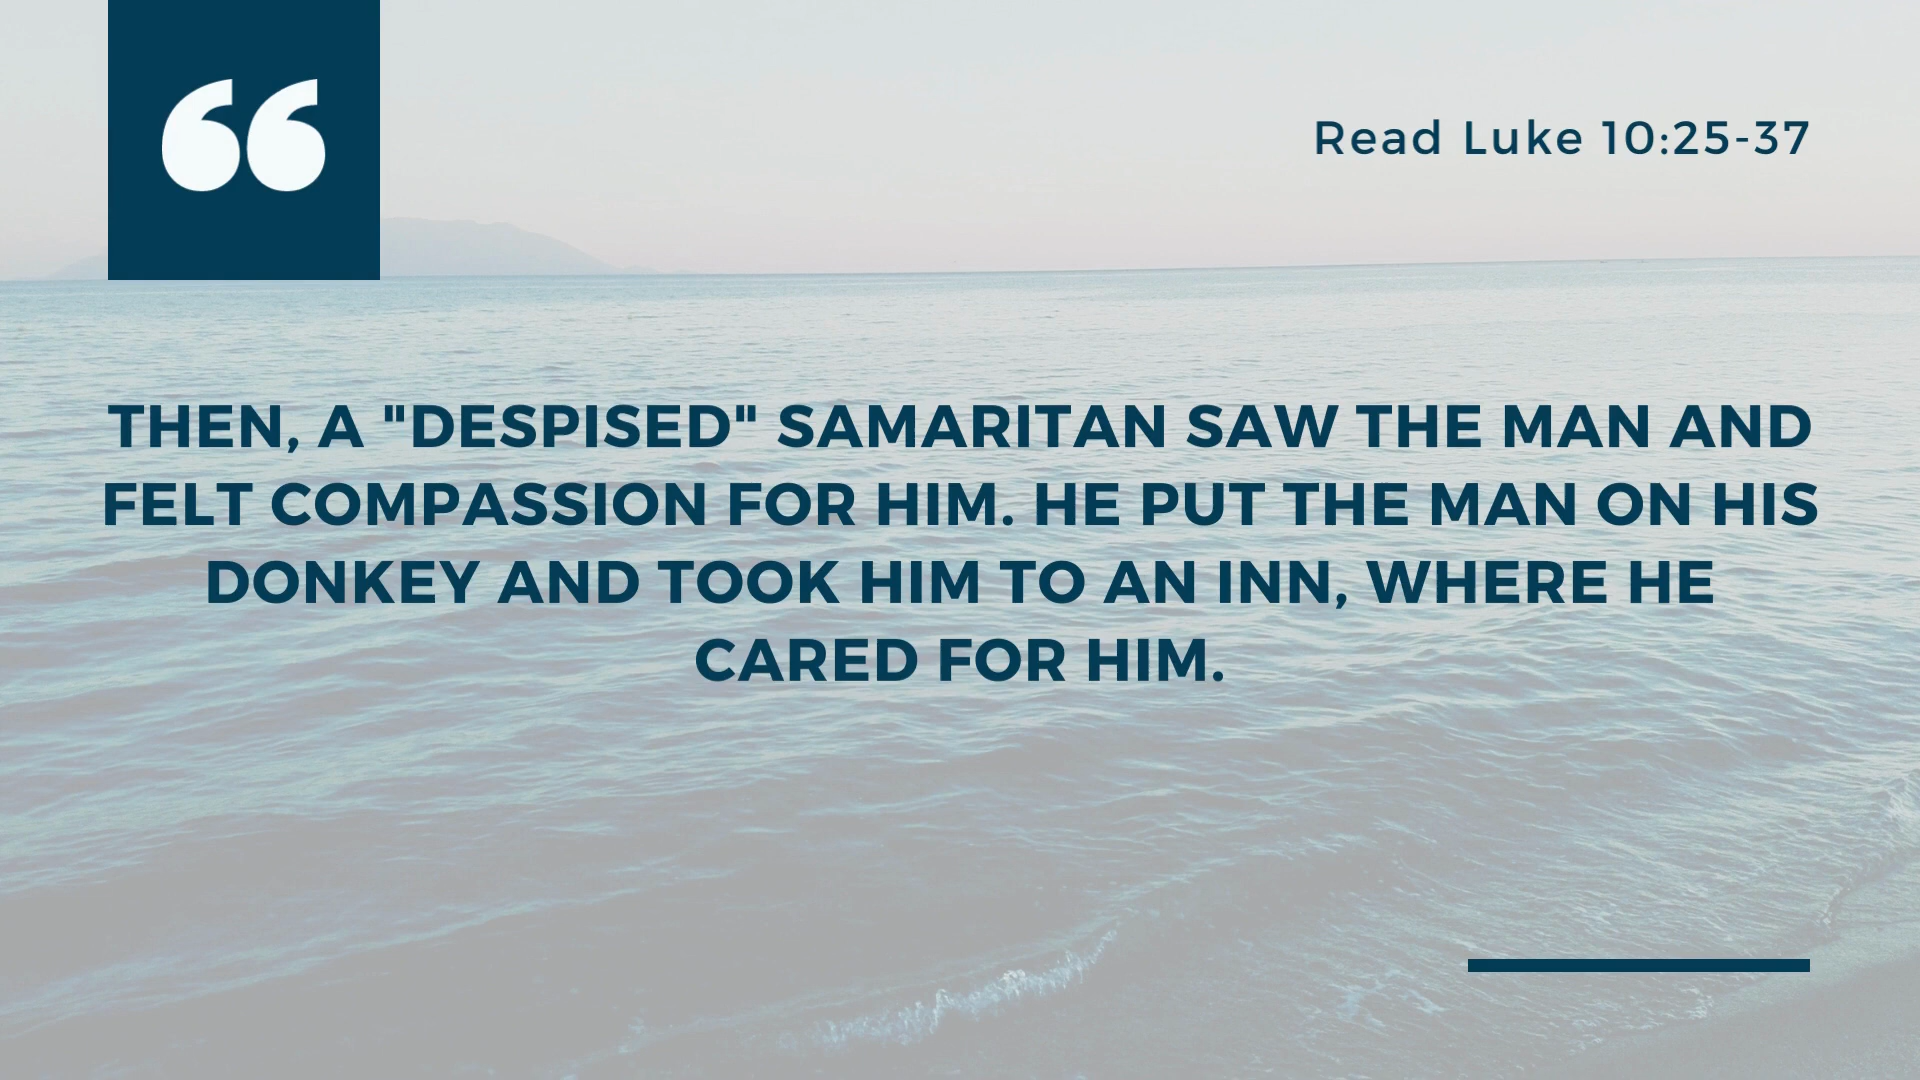 “
Read Luke 10:25-37
THEN, A "DESPISED" SAMARITAN SAW THE MAN AND
FELT COMPASSION FOR HIM. HE PUT THE MAN ON HIS
DONKEY AND TOOK HIM TO AN INN, WHERE HE
CARED FOR HIM.